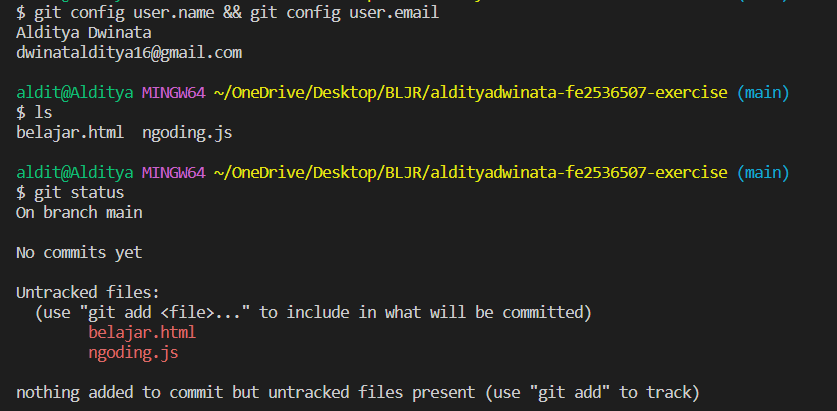 $ git config user.name && git config user.email
Alditya Dwinata
dwinatalditya16@gmail.com
aldit@Alditya MINGW64 ~/OneDrive/Desktop/BLJR/aldityadwinata-fe2536507-exercise (main)
$ ls
belajar.html  ngoding.js
aldit@Alditya MINGW64 ~/OneDrive/Desktop/BLJR/aldityadwinata-fe2536507-exercise (main)
$ git status
On branch main
No commits yet
Untracked files:
  (use "git add <file>..." to include in what will be committed)
        belajar.html
        ngoding.js
nothing added to commit but untracked files present (use "git add" to track)